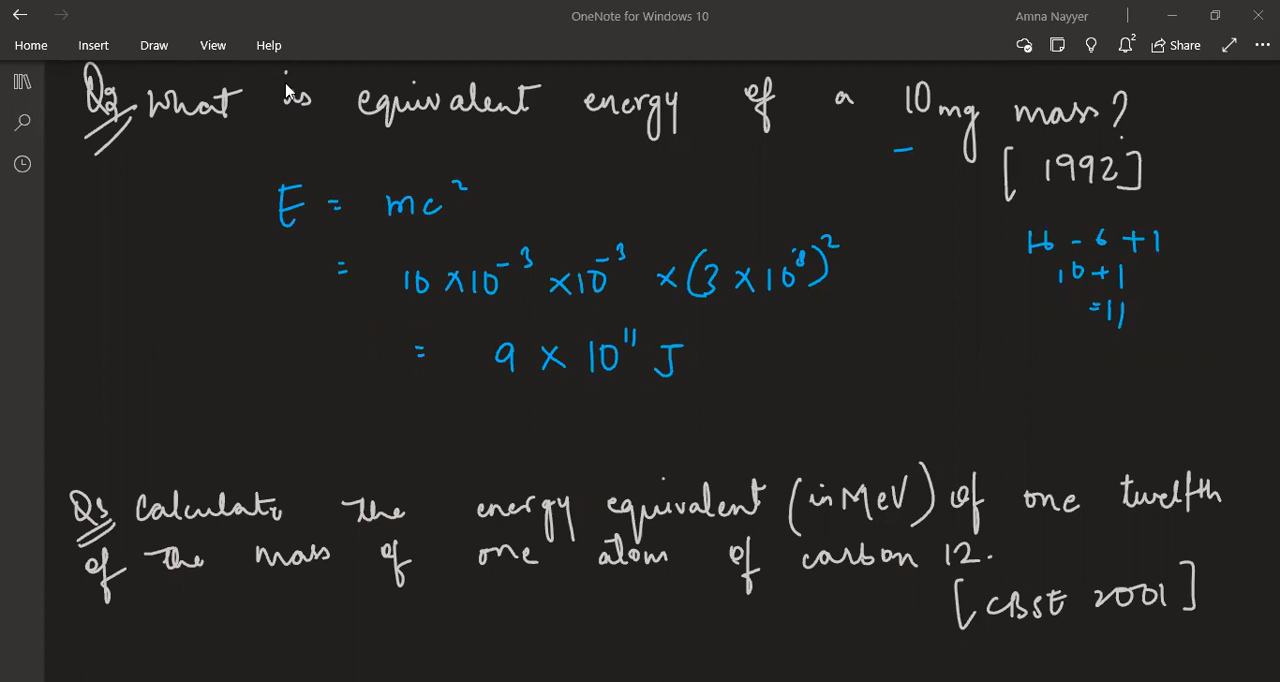 OneNote for Windows 10
Amna Nayyer
Home Insert Draw View Help
2
Share
Q2 What is equivalent energy of a 10mg mass?
[1992]
E = mc²
= 10 × 10⁻³ × 10⁻³ × (3 × 10⁸)²
= 9 × 10¹¹ J
16 - 6 + 1
10 + 1
= 11
Q3 Calculate the energy equivalent (in MeV) of one twelfth
of the mass of one atom of carbon 12.
[CBSE 2001]